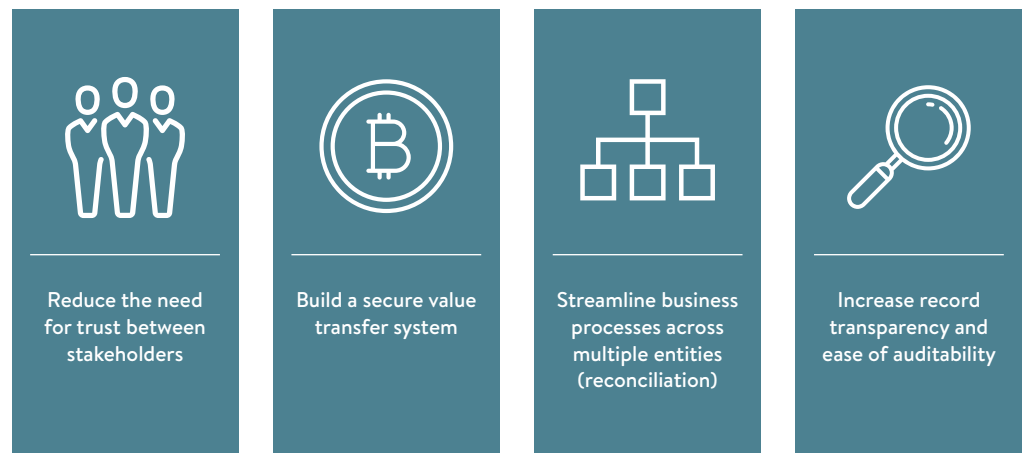 Reduce the need
for trust between
stakeholders
Build a secure value
transfer system
Streamline business
processes across
multiple entities
(reconciliation)
Increase record
transparency and
ease of auditability